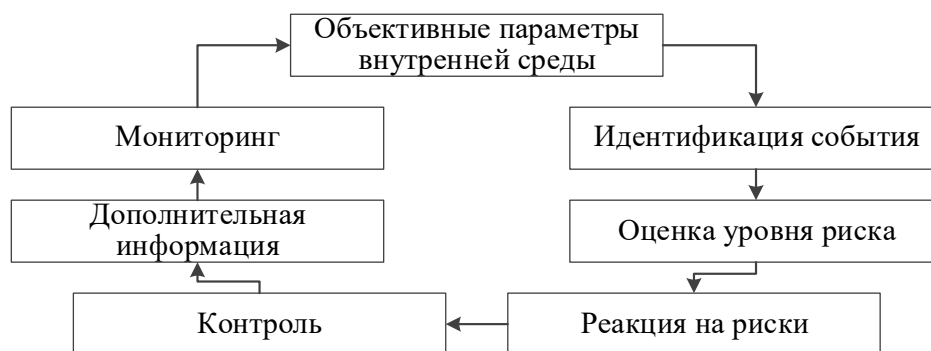 Объективные параметры
внутренней среды
Мониторинг
Идентификация события
Дополнительная
информация
Оценка уровня риска
Контроль
Реакция на риски